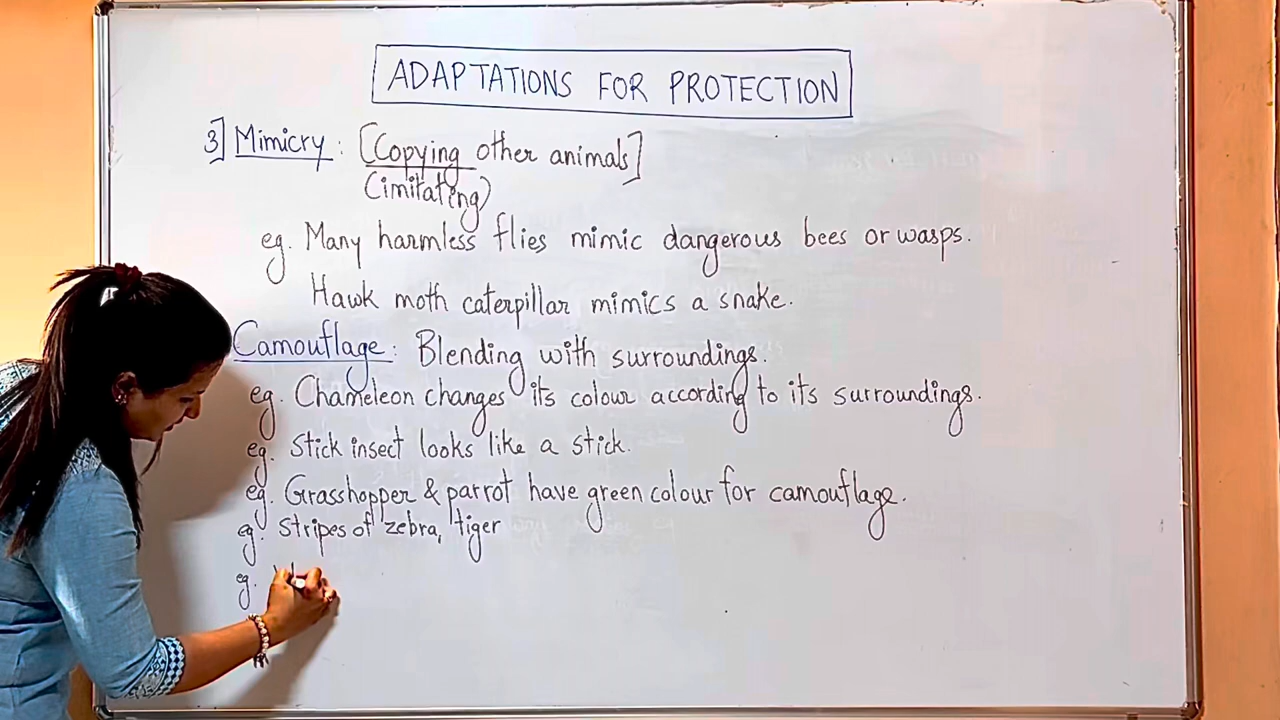 ADAPTATIONS FOR PROTECTION
3] Mimicry : [Copying other animals]
(imitating)
eg. Many harmless flies mimic dangerous bees or wasps.
Hawk moth caterpillar mimics a snake.
Camouflage : Blending with surroundings.
eg. Chameleon changes its colour according to its surroundings.
eg. Stick insect looks like a stick.
eg. Grasshopper & parrot have green colour for camouflage.
eg. Stripes of zebra, tiger
eg.